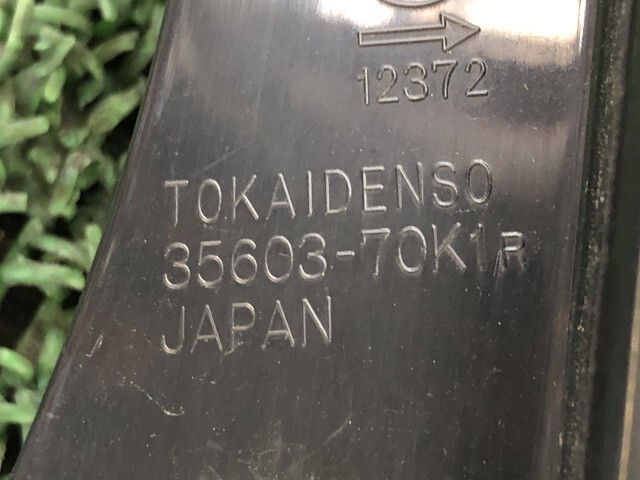 12372
TOKAIDENSO
35603-70K1R
JAPAN